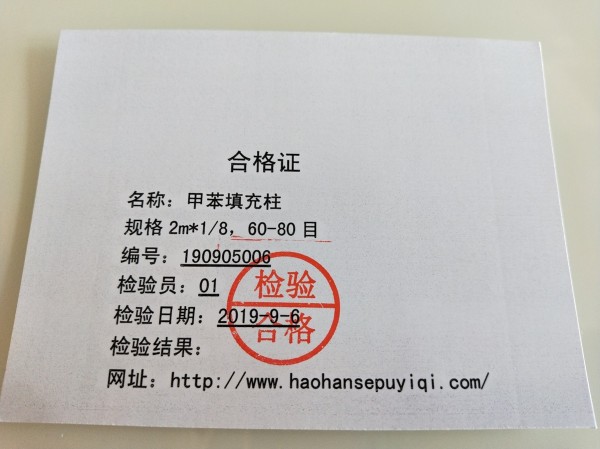 合格证
名称：甲苯填充柱
规格 2m*1/8，60-80 目
编号：190905006
检验员：01
检验
检验日期：2019-9-6
合格
检验结果：
网址：http://www.haohansepuyiqi.com/